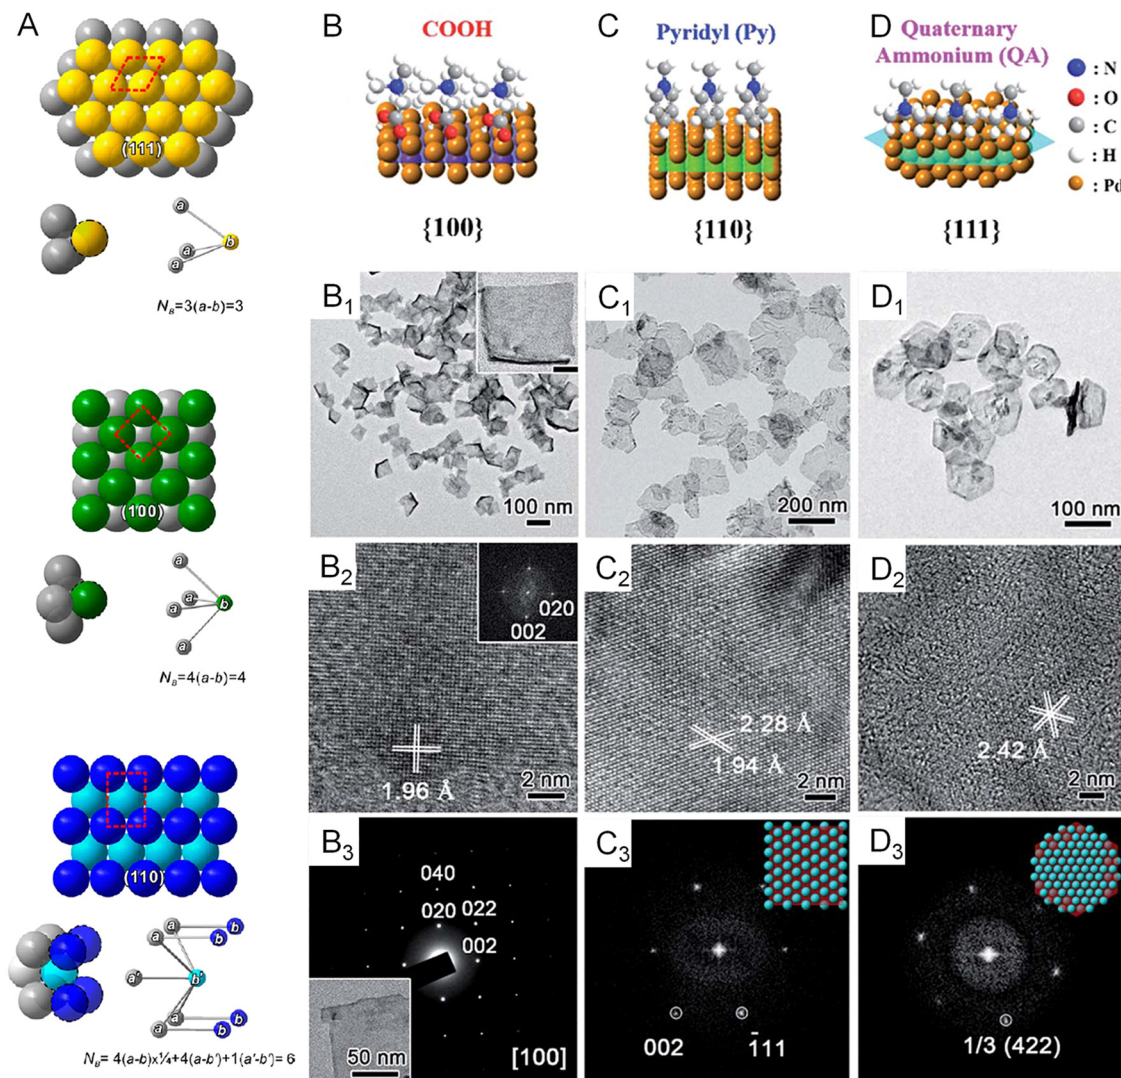 A
(111)
a
a
a
b
N_B=3(a-b)=3
(100)
a
a
a
a
b
N_B=4(a-b)=4
(110)
a
b
a
b
a'
b'
a
b
a
b
N_B= 4(a-b)x¼+4(a-b')+1(a'-b')= 6
B
COOH
{100}
C
Pyridyl (Py)
{110}
D
Quaternary
Ammonium (QA)
{111}
: N
: O
: C
: H
: Pd
B₁
100 nm
C₁
200 nm
D₁
100 nm
B₂
020
002
1.96 Å
2 nm
C₂
2.28 Å
1.94 Å
2 nm
D₂
2.42 Å
2 nm
B₃
040
020
022
002
50 nm
[100]
C₃
002
1̄11
D₃
1/3 (422)